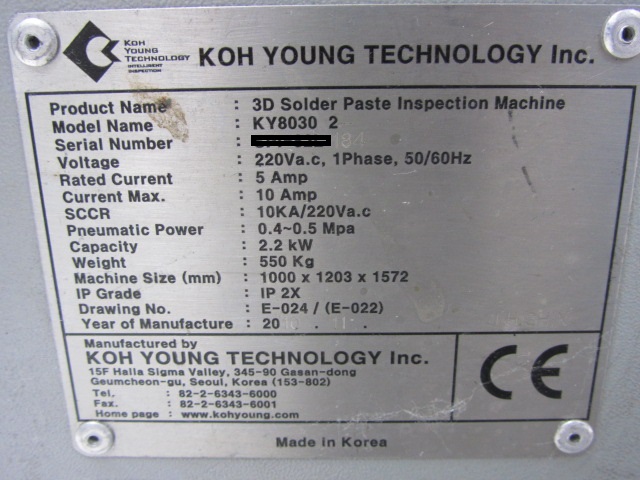 KOH YOUNG TECHNOLOGY INTELLIGENT INSPECTION
KOH YOUNG TECHNOLOGY Inc.
Product Name : 3D Solder Paste Inspection Machine
Model Name : KY8030 2
Serial Number : 184
Voltage : 220Va.c, 1Phase, 50/60Hz
Rated Current : 5 Amp
Current Max. : 10 Amp
SCCR : 10KA/220Va.c
Pneumatic Power : 0.4~0.5 Mpa
Capacity : 2.2 kW
Weight : 550 Kg
Machine Size (mm) : 1000 x 1203 x 1572
IP Grade : IP 2X
Drawing No. : E-024 / (E-022)
Year of Manufacture : 2010 . 11 .
Manufactured by
KOH YOUNG TECHNOLOGY Inc.
15F Halla Sigma Valley, 345-90 Gasan-dong
Geumcheon-gu, Seoul, Korea (153-802)
Tel. : 82-2-6343-6000
Fax. : 82-2-6343-6001
Home page : www.kohyoung.com
CE
Made in Korea